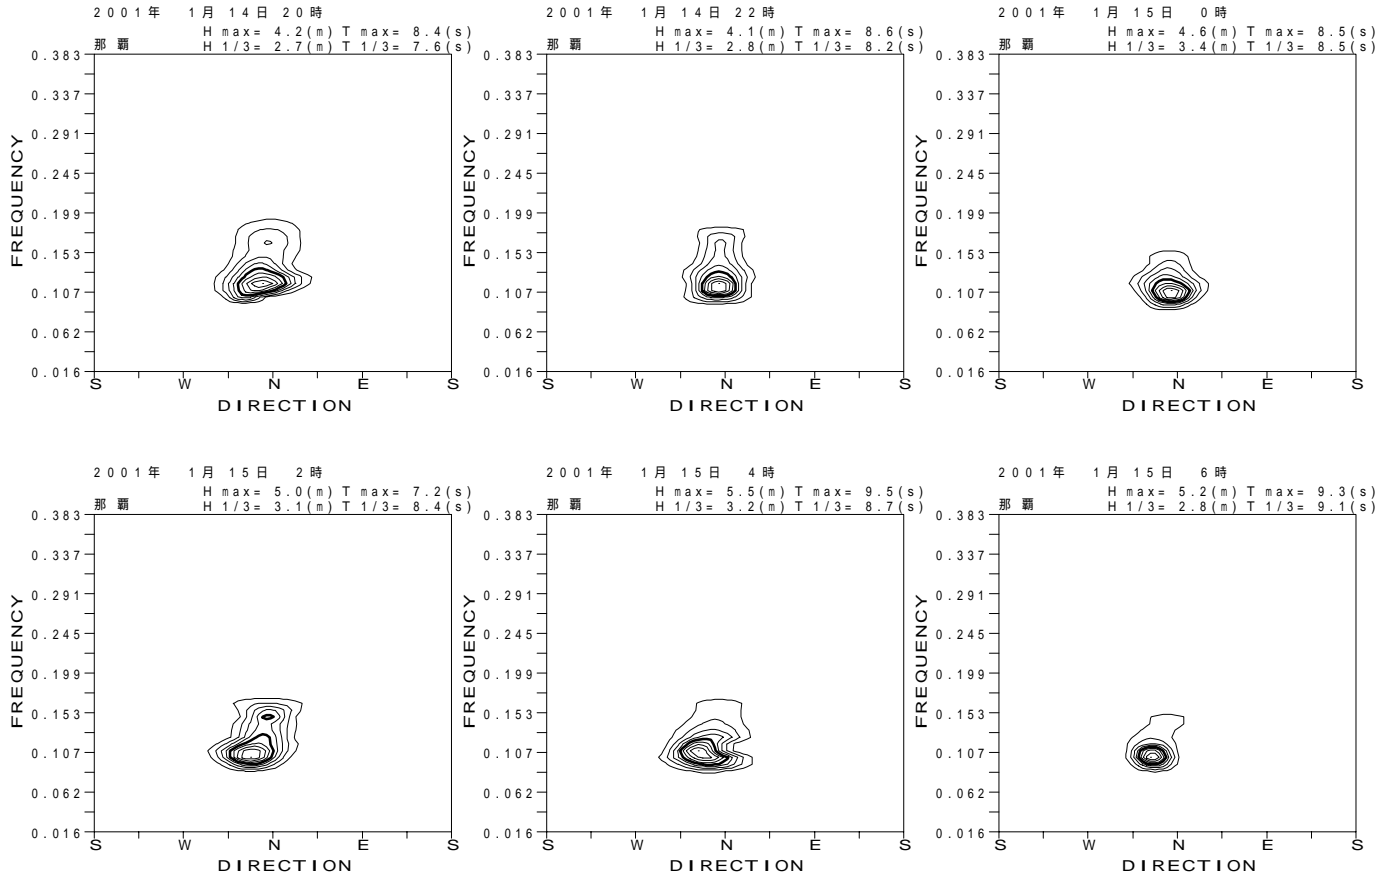 2001年 1月 14日 20時
H max= 4.2(m) T max= 8.4(s)
那覇 H 1/3= 2.7(m) T 1/3= 7.6(s)
0.383
0.337
0.291
0.245
0.199
0.153
0.107
0.062
0.016
FREQUENCY
S W N E S
DIRECTION
2001年 1月 14日 22時
H max= 4.1(m) T max= 8.6(s)
那覇 H 1/3= 2.8(m) T 1/3= 8.2(s)
0.383
0.337
0.291
0.245
0.199
0.153
0.107
0.062
0.016
FREQUENCY
S W N E S
DIRECTION
2001年 1月 15日 0時
H max= 4.6(m) T max= 8.5(s)
那覇 H 1/3= 3.4(m) T 1/3= 8.5(s)
0.383
0.337
0.291
0.245
0.199
0.153
0.107
0.062
0.016
FREQUENCY
S W N E S
DIRECTION
2001年 1月 15日 2時
H max= 5.0(m) T max= 7.2(s)
那覇 H 1/3= 3.1(m) T 1/3= 8.4(s)
0.383
0.337
0.291
0.245
0.199
0.153
0.107
0.062
0.016
FREQUENCY
S W N E S
DIRECTION
2001年 1月 15日 4時
H max= 5.5(m) T max= 9.5(s)
那覇 H 1/3= 3.2(m) T 1/3= 8.7(s)
0.383
0.337
0.291
0.245
0.199
0.153
0.107
0.062
0.016
FREQUENCY
S W N E S
DIRECTION
2001年 1月 15日 6時
H max= 5.2(m) T max= 9.3(s)
那覇 H 1/3= 2.8(m) T 1/3= 9.1(s)
0.383
0.337
0.291
0.245
0.199
0.153
0.107
0.062
0.016
FREQUENCY
S W N E S
DIRECTION